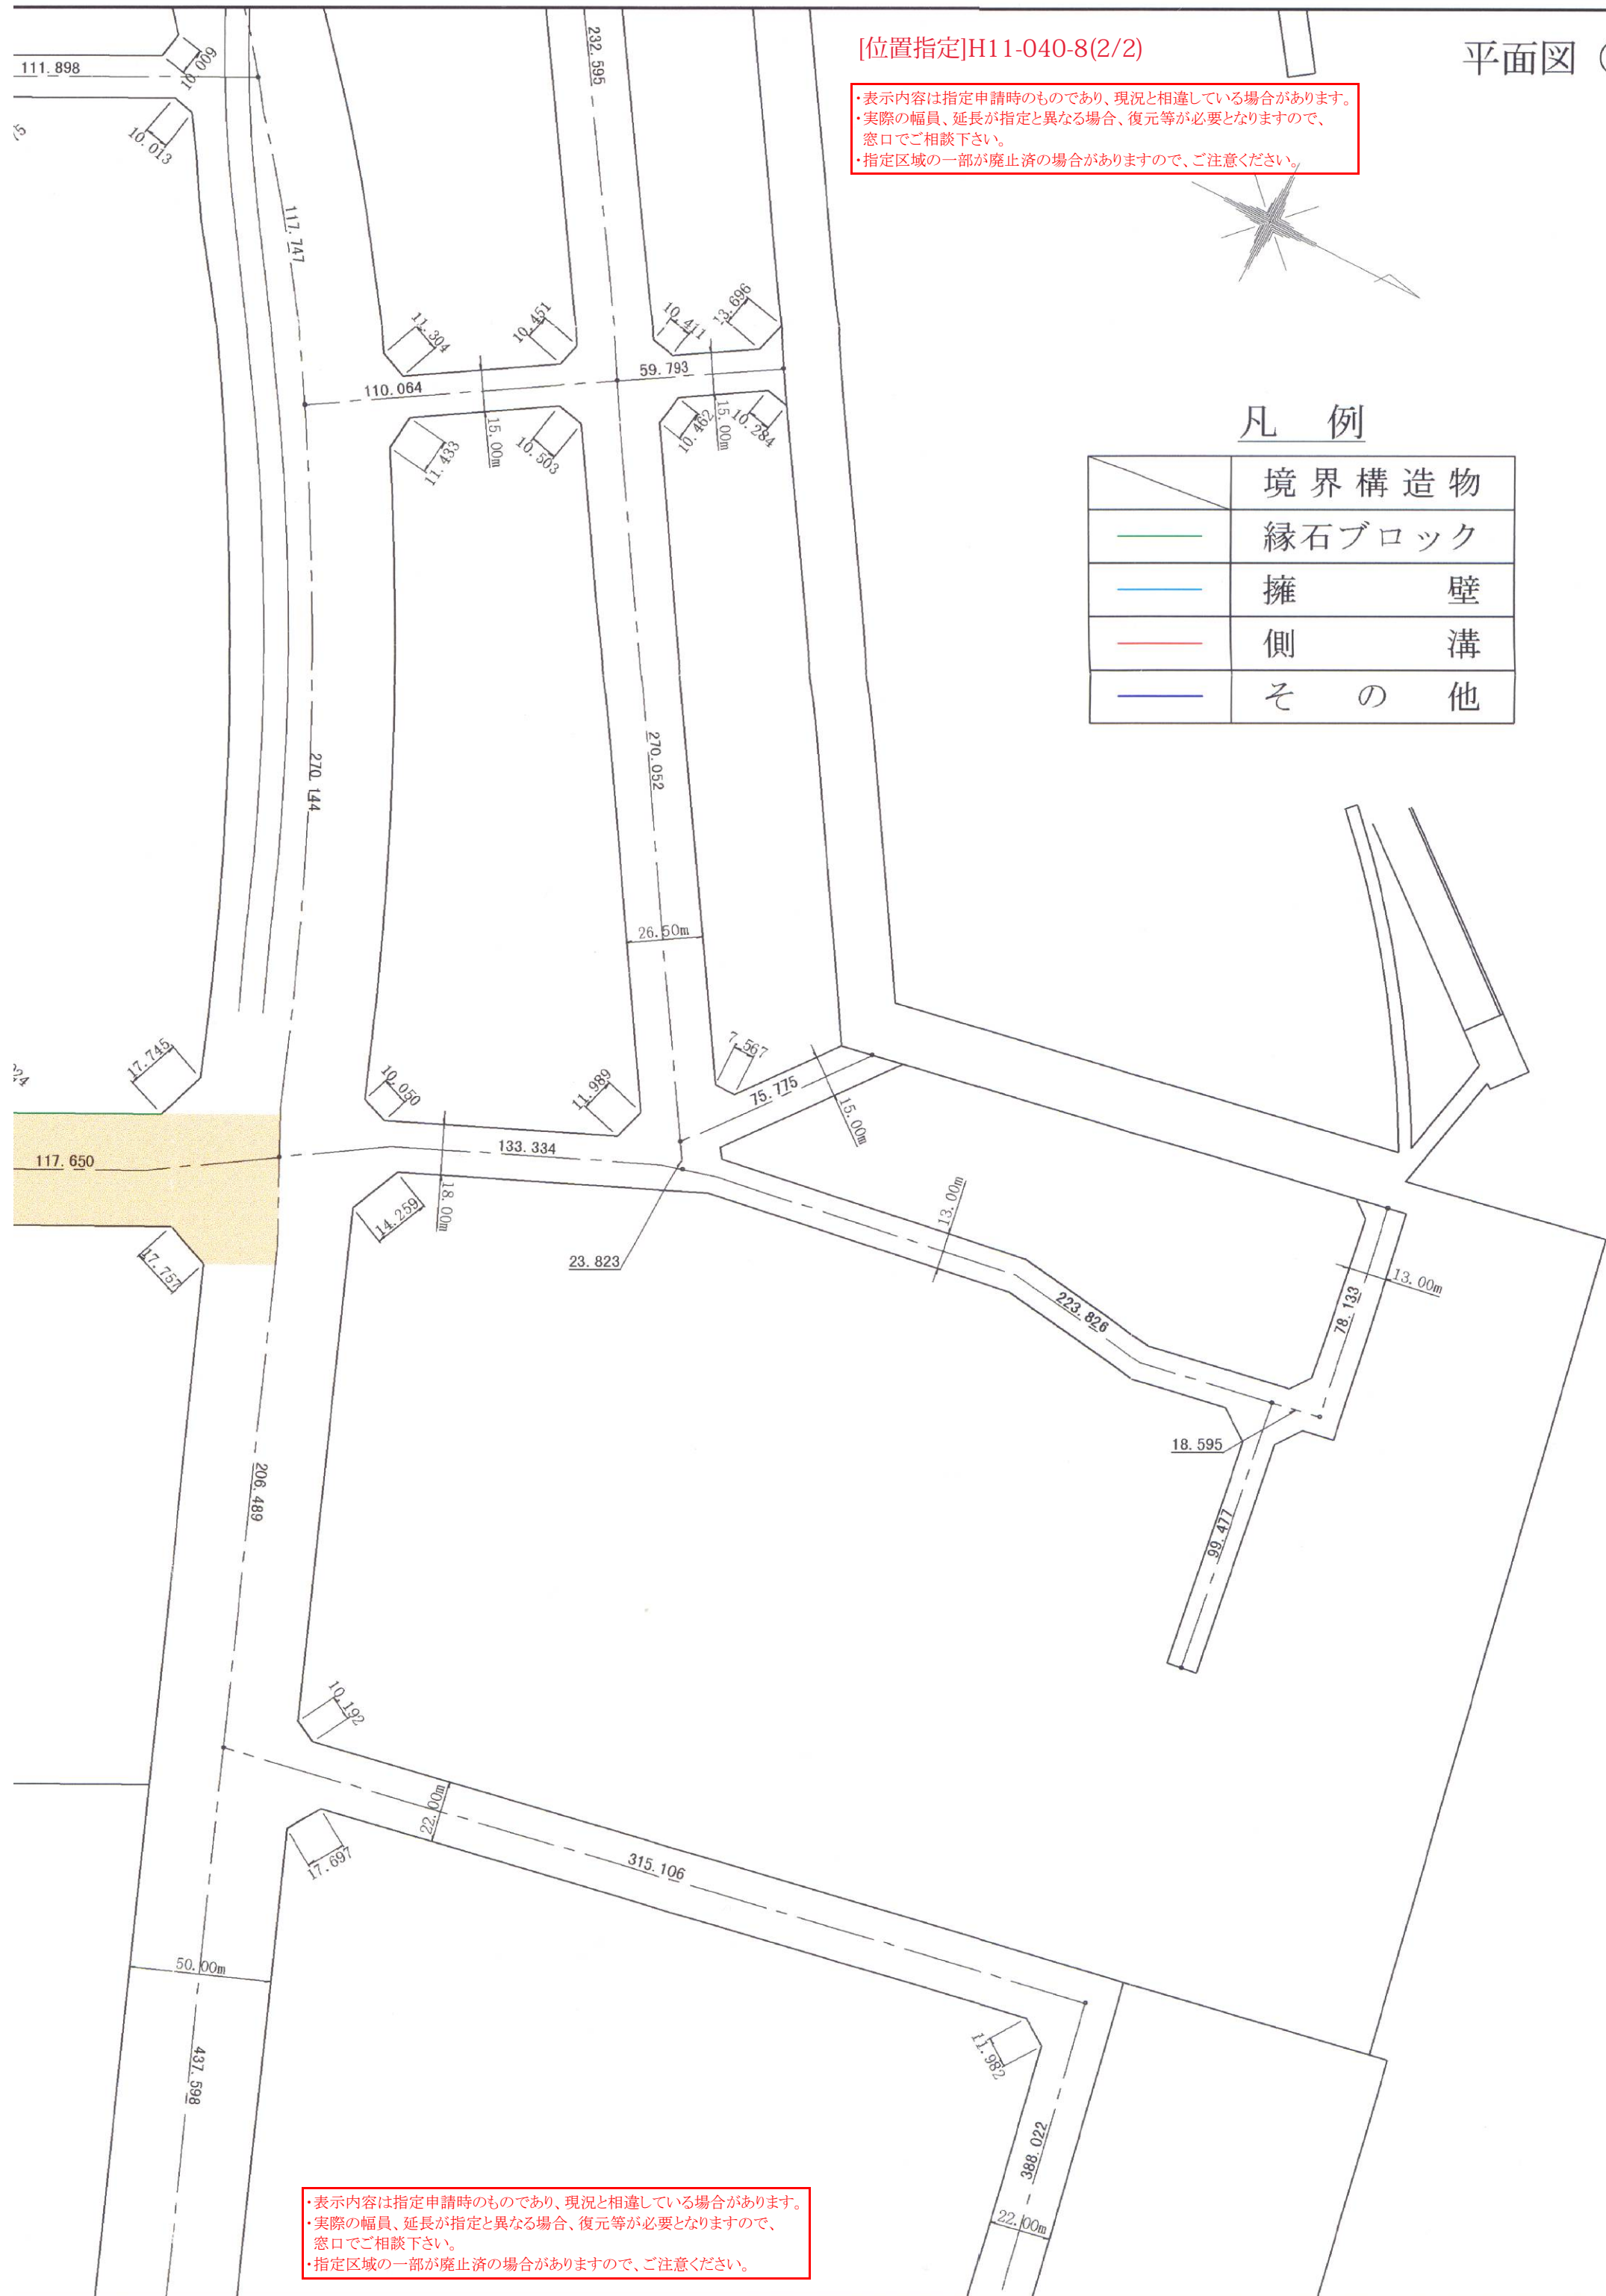 [位置指定]H11-040-8(2/2)
平面図
・表示内容は指定申請時のものであり、現況と相違している場合があります。
・実際の幅員、延長が指定と異なる場合、復元等が必要となりますので、
窓口でご相談下さい。
・指定区域の一部が廃止済の場合がありますので、ご注意ください。
111.898
10.009
10.013
232.595
117.747
11.304
10.451
10.411
13.696
110.064
59.793
15.00m
15.00m
11.433
10.503
10.462
10.284
凡 例
境界構造物
縁石ブロック
擁 壁
側 溝
そ の 他
270.144
270.052
26.50m
17.745
10.050
11.989
7.567
75.775
15.00m
117.650
133.334
18.00m
14.259
17.757
23.823
13.00m
223.826
13.00m
78.133
18.595
99.477
206.489
10.192
22.00m
17.697
315.106
50.00m
437.598
11.982
388.022
22.00m
・表示内容は指定申請時のものであり、現況と相違している場合があります。
・実際の幅員、延長が指定と異なる場合、復元等が必要となりますので、
窓口でご相談下さい。
・指定区域の一部が廃止済の場合がありますので、ご注意ください。